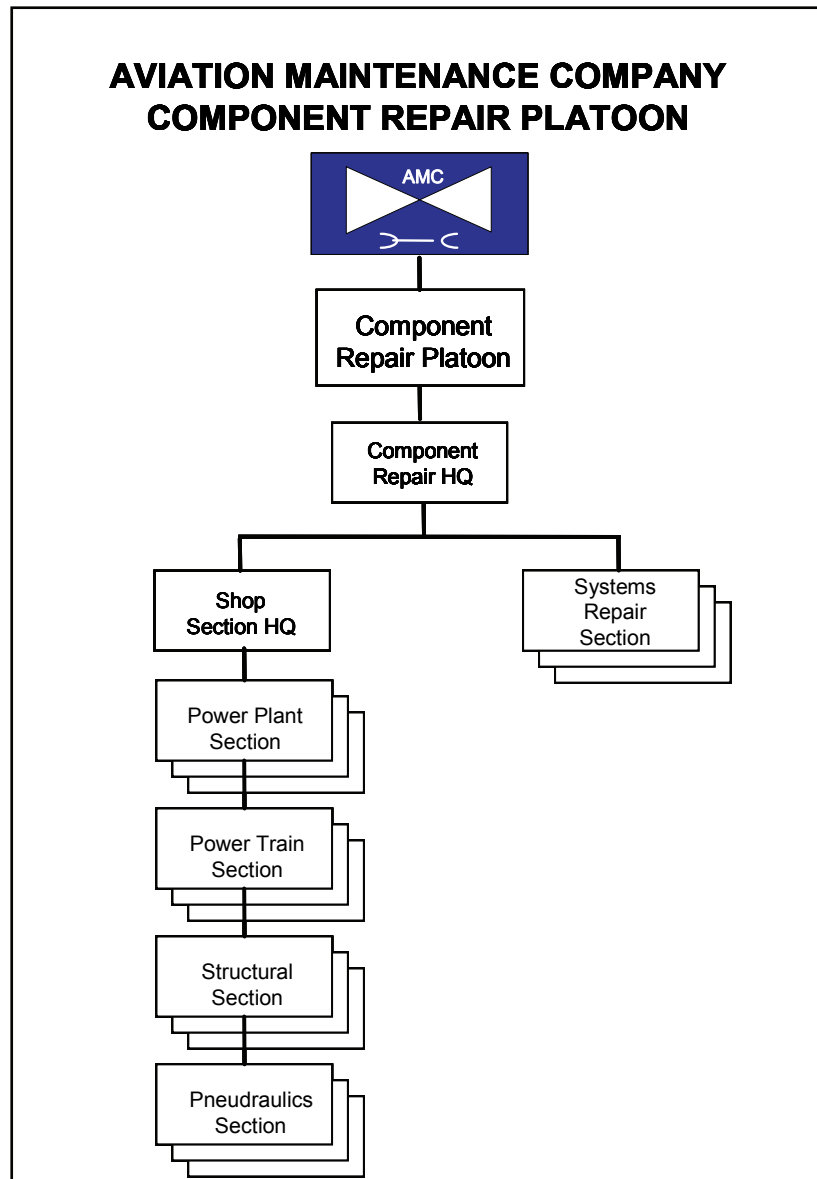 AVIATION MAINTENANCE COMPANY
COMPONENT REPAIR PLATOON
AMC
Component
Repair Platoon
Component
Repair HQ
Shop
Section HQ
Systems
Repair
Section
Power Plant
Section
Power Train
Section
Structural
Section
Pneudraulics
Section